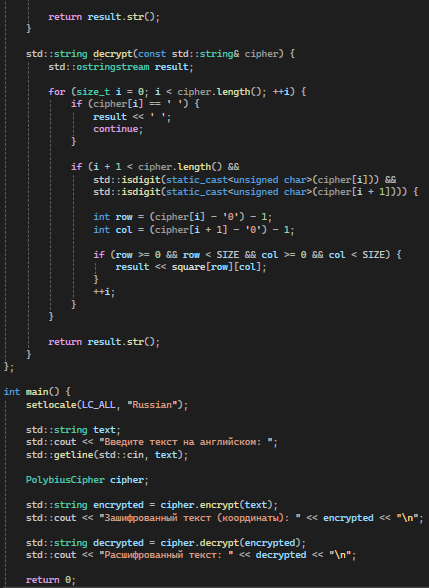 return result.str();
}
std::string decrypt(const std::string& cipher) {
std::ostringstream result;
for (size_t i = 0; i < cipher.length(); ++i) {
if (cipher[i] == ' ') {
result << ' ';
continue;
}
if (i + 1 < cipher.length() &&
std::isdigit(static_cast<unsigned char>(cipher[i])) &&
std::isdigit(static_cast<unsigned char>(cipher[i + 1]))) {
int row = (cipher[i] - '0') - 1;
int col = (cipher[i + 1] - '0') - 1;
if (row >= 0 && row < SIZE && col >= 0 && col < SIZE) {
result << square[row][col];
}
++i;
}
}
return result.str();
}
};
int main() {
setlocale(LC_ALL, "Russian");
std::string text;
std::cout << "Введите текст на английском: ";
std::getline(std::cin, text);
PolybiusCipher cipher;
std::string encrypted = cipher.encrypt(text);
std::cout << "Зашифрованный текст (координаты): " << encrypted << "\n";
std::string decrypted = cipher.decrypt(encrypted);
std::cout << "Расшифрованный текст: " << decrypted << "\n";
return 0;